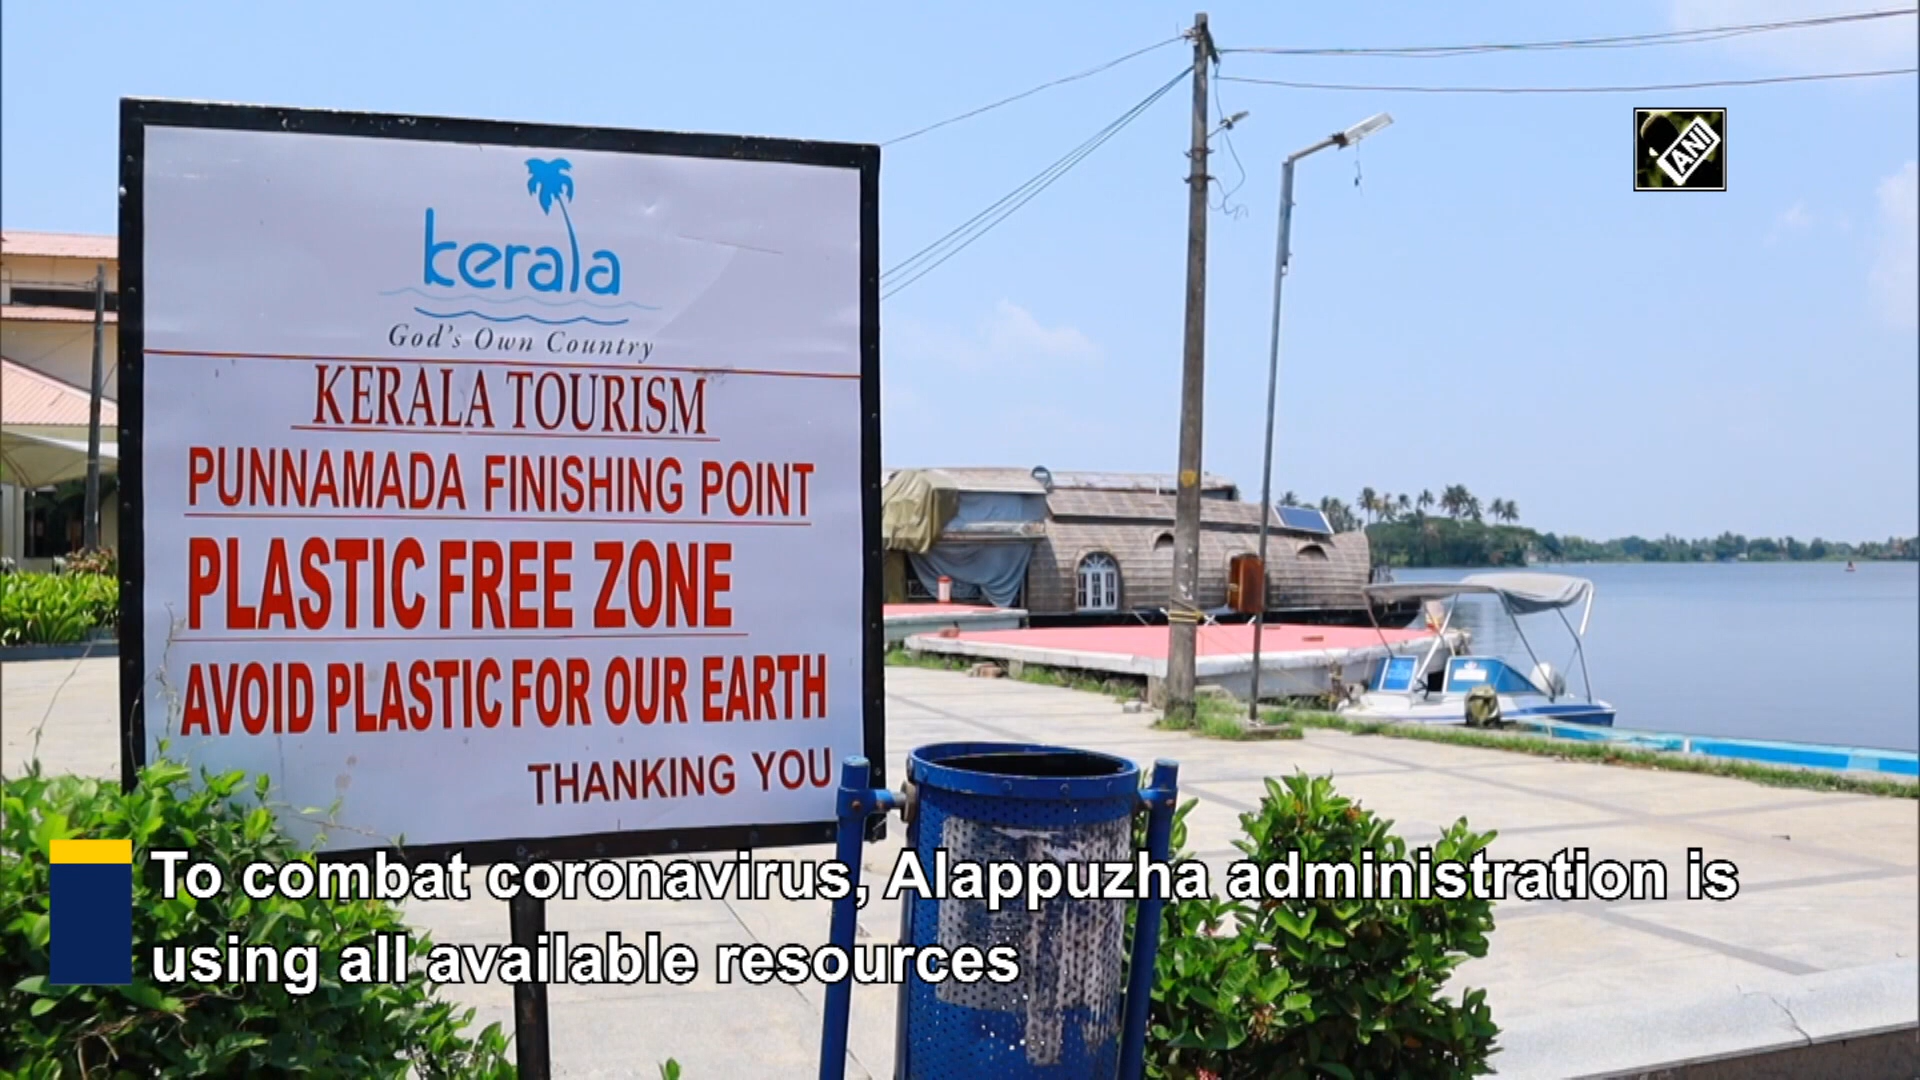 ANI
kerala
God's Own Country
KERALA TOURISM
PUNNAMADA FINISHING POINT
PLASTIC FREE ZONE
AVOID PLASTIC FOR OUR EARTH
THANKING YOU
To combat coronavirus, Alappuzha administration is
using all available resources